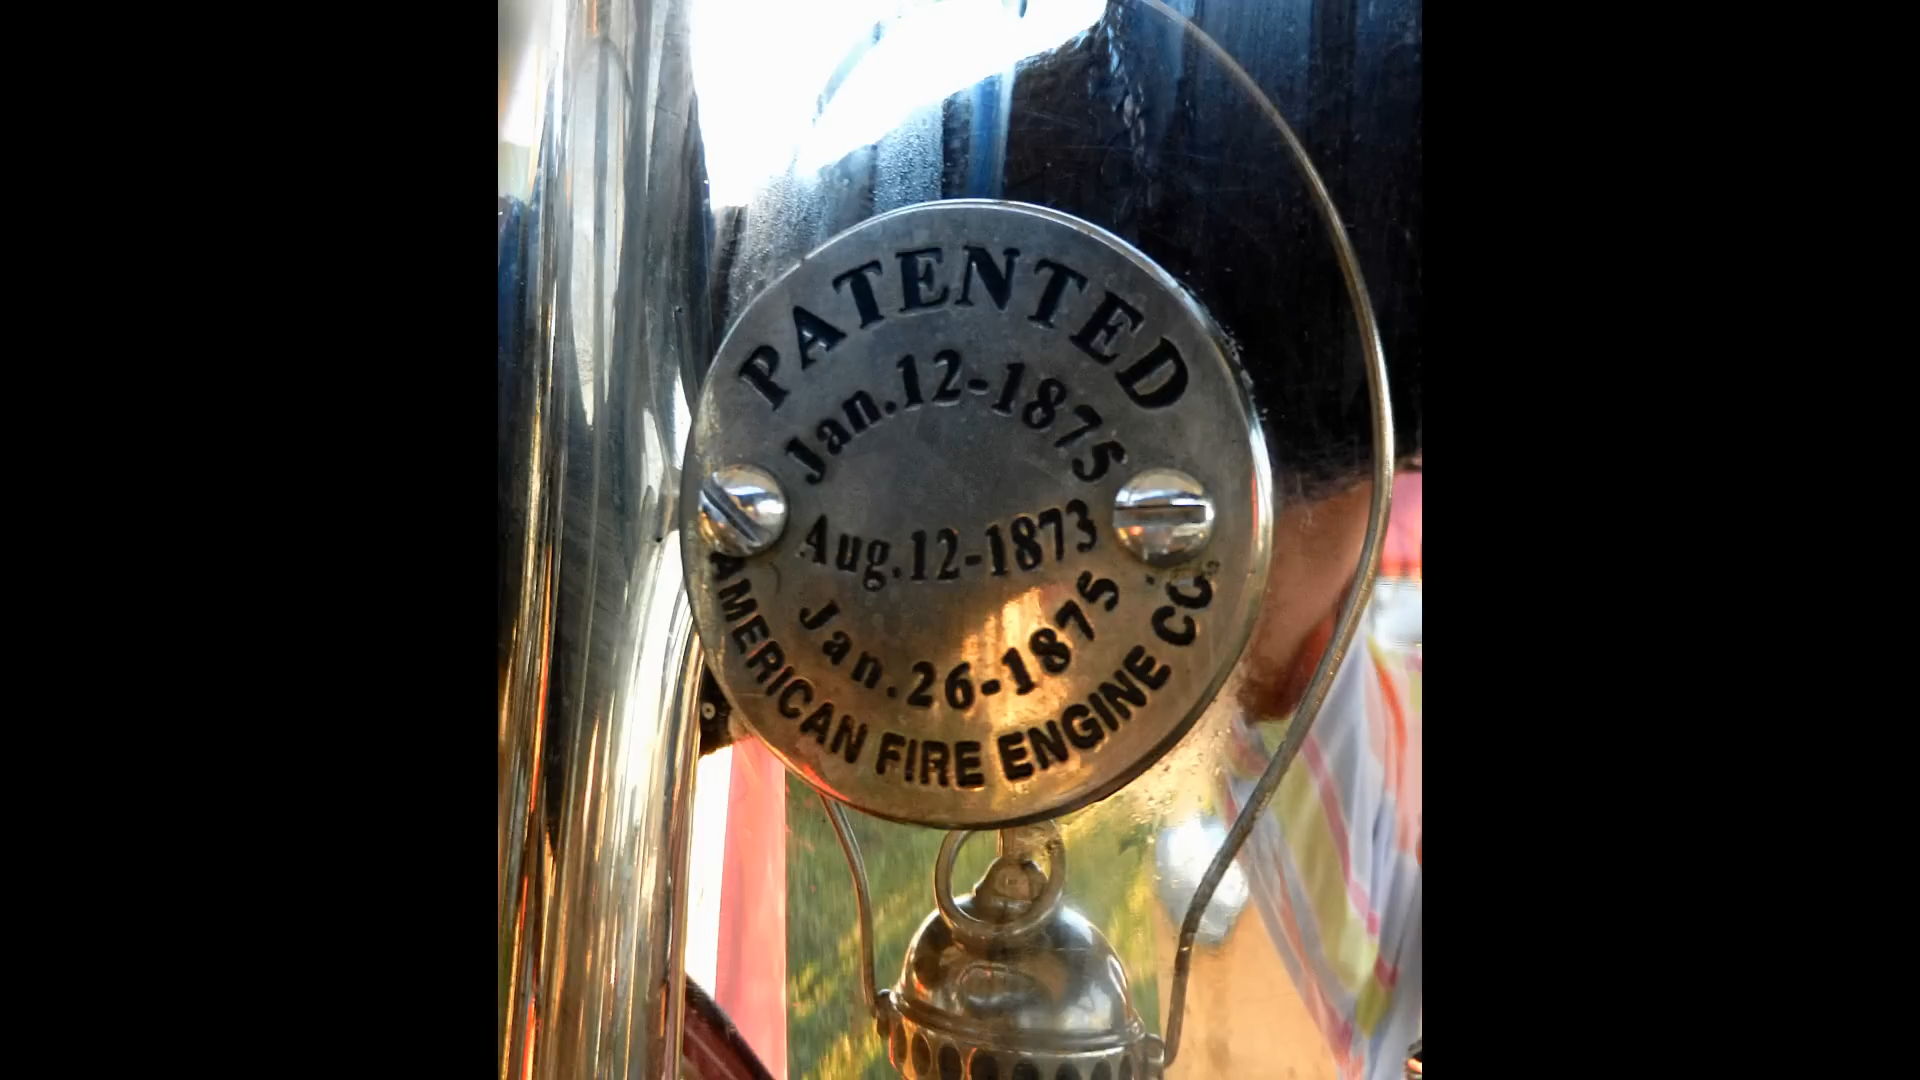 PATENTED
Jan.12-1875
Aug.12-1873
Jan.26-1875
AMERICAN FIRE ENGINE CO.